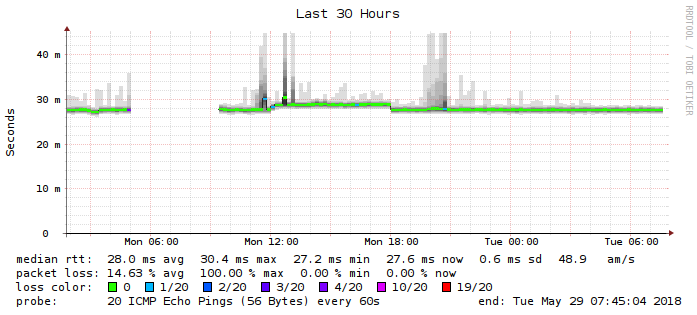 Last 30 Hours
RRDTOOL / TOBI OETIKER
Seconds
40 m
30 m
20 m
10 m
0
Mon 06:00 Mon 12:00 Mon 18:00 Tue 00:00 Tue 06:00
median rtt: 28.0 ms avg 30.4 ms max 27.2 ms min 27.6 ms now 0.6 ms sd 48.9 am/s
packet loss: 14.63 % avg 100.00 % max 0.00 % min 0.00 % now
loss color: 0 1/20 2/20 3/20 4/20 10/20 19/20
probe: 20 ICMP Echo Pings (56 Bytes) every 60s end: Tue May 29 07:45:04 2018